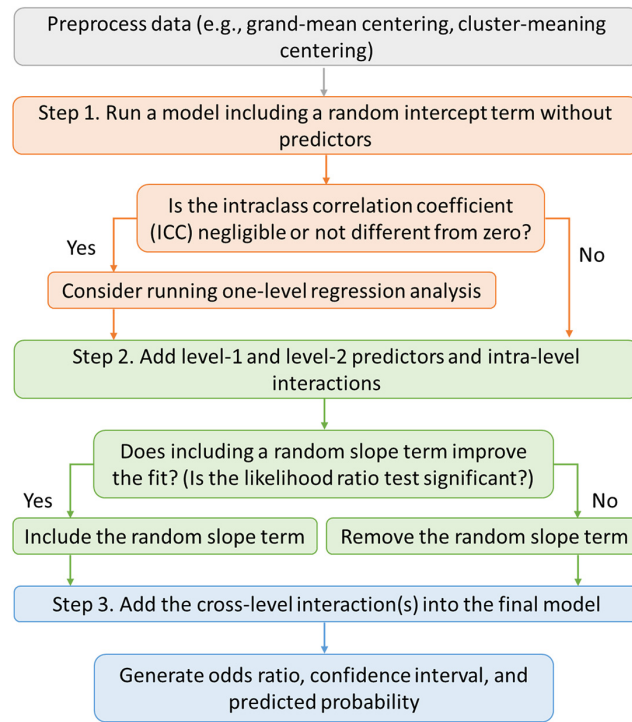 Preprocess data (e.g., grand-mean centering, cluster-meaning
centering)
Step 1. Run a model including a random intercept term without
predictors
Is the intraclass correlation coefficient
(ICC) negligible or not different from zero?
Yes
No
Consider running one-level regression analysis
Step 2. Add level-1 and level-2 predictors and intra-level
interactions
Does including a random slope term improve
the fit? (Is the likelihood ratio test significant?)
Yes
No
Include the random slope term
Remove the random slope term
Step 3. Add the cross-level interaction(s) into the final model
Generate odds ratio, confidence interval, and
predicted probability